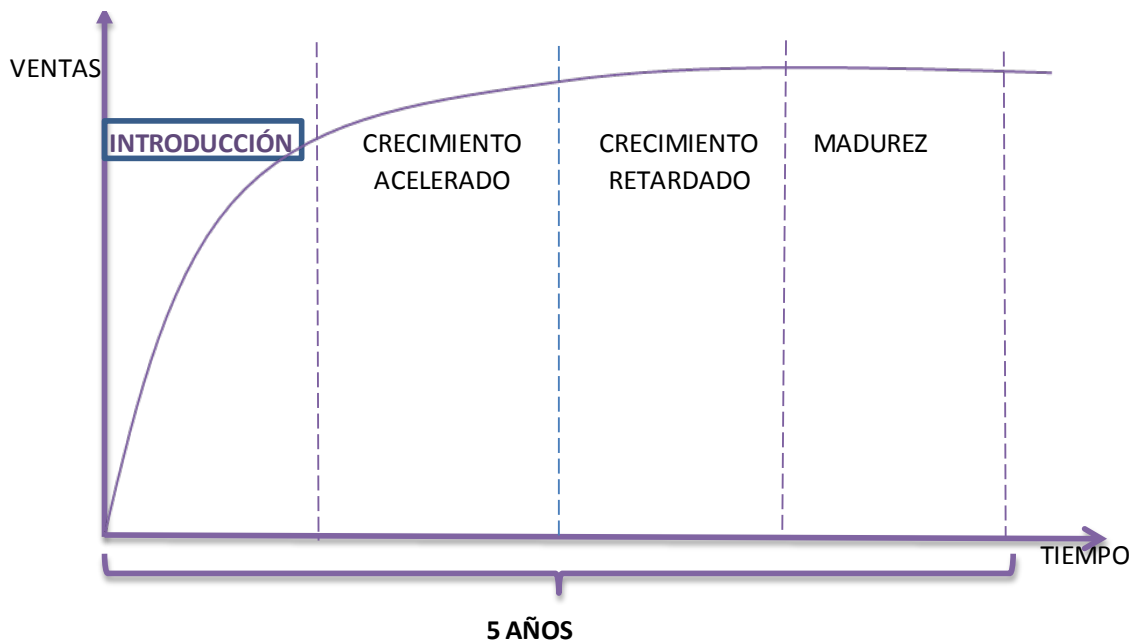 VENTAS
INTRODUCCIÓN
CRECIMIENTO
ACELERADO
CRECIMIENTO
RETARDADO
MADUREZ
TIEMPO
5 AÑOS